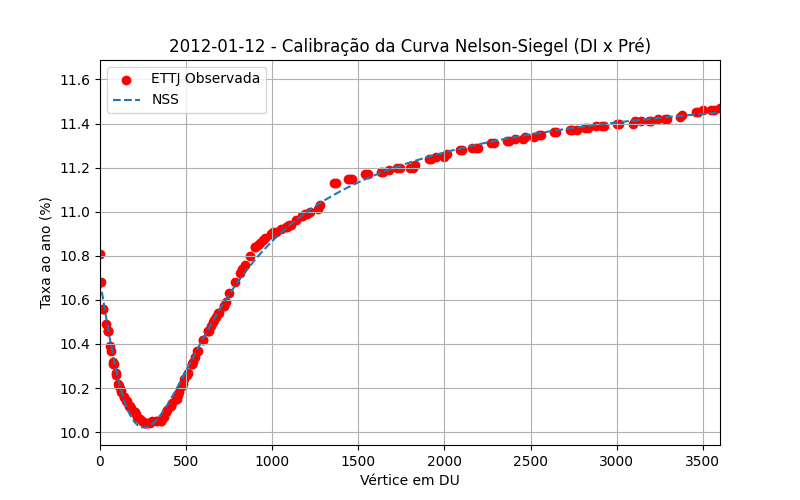 2012-01-12 - Calibração da Curva Nelson-Siegel (DI x Pré)
ETTJ Observada
NSS
Taxa ao ano (%)
11.6
11.4
11.2
11.0
10.8
10.6
10.4
10.2
10.0
0 500 1000 1500 2000 2500 3000 3500
Vértice em DU